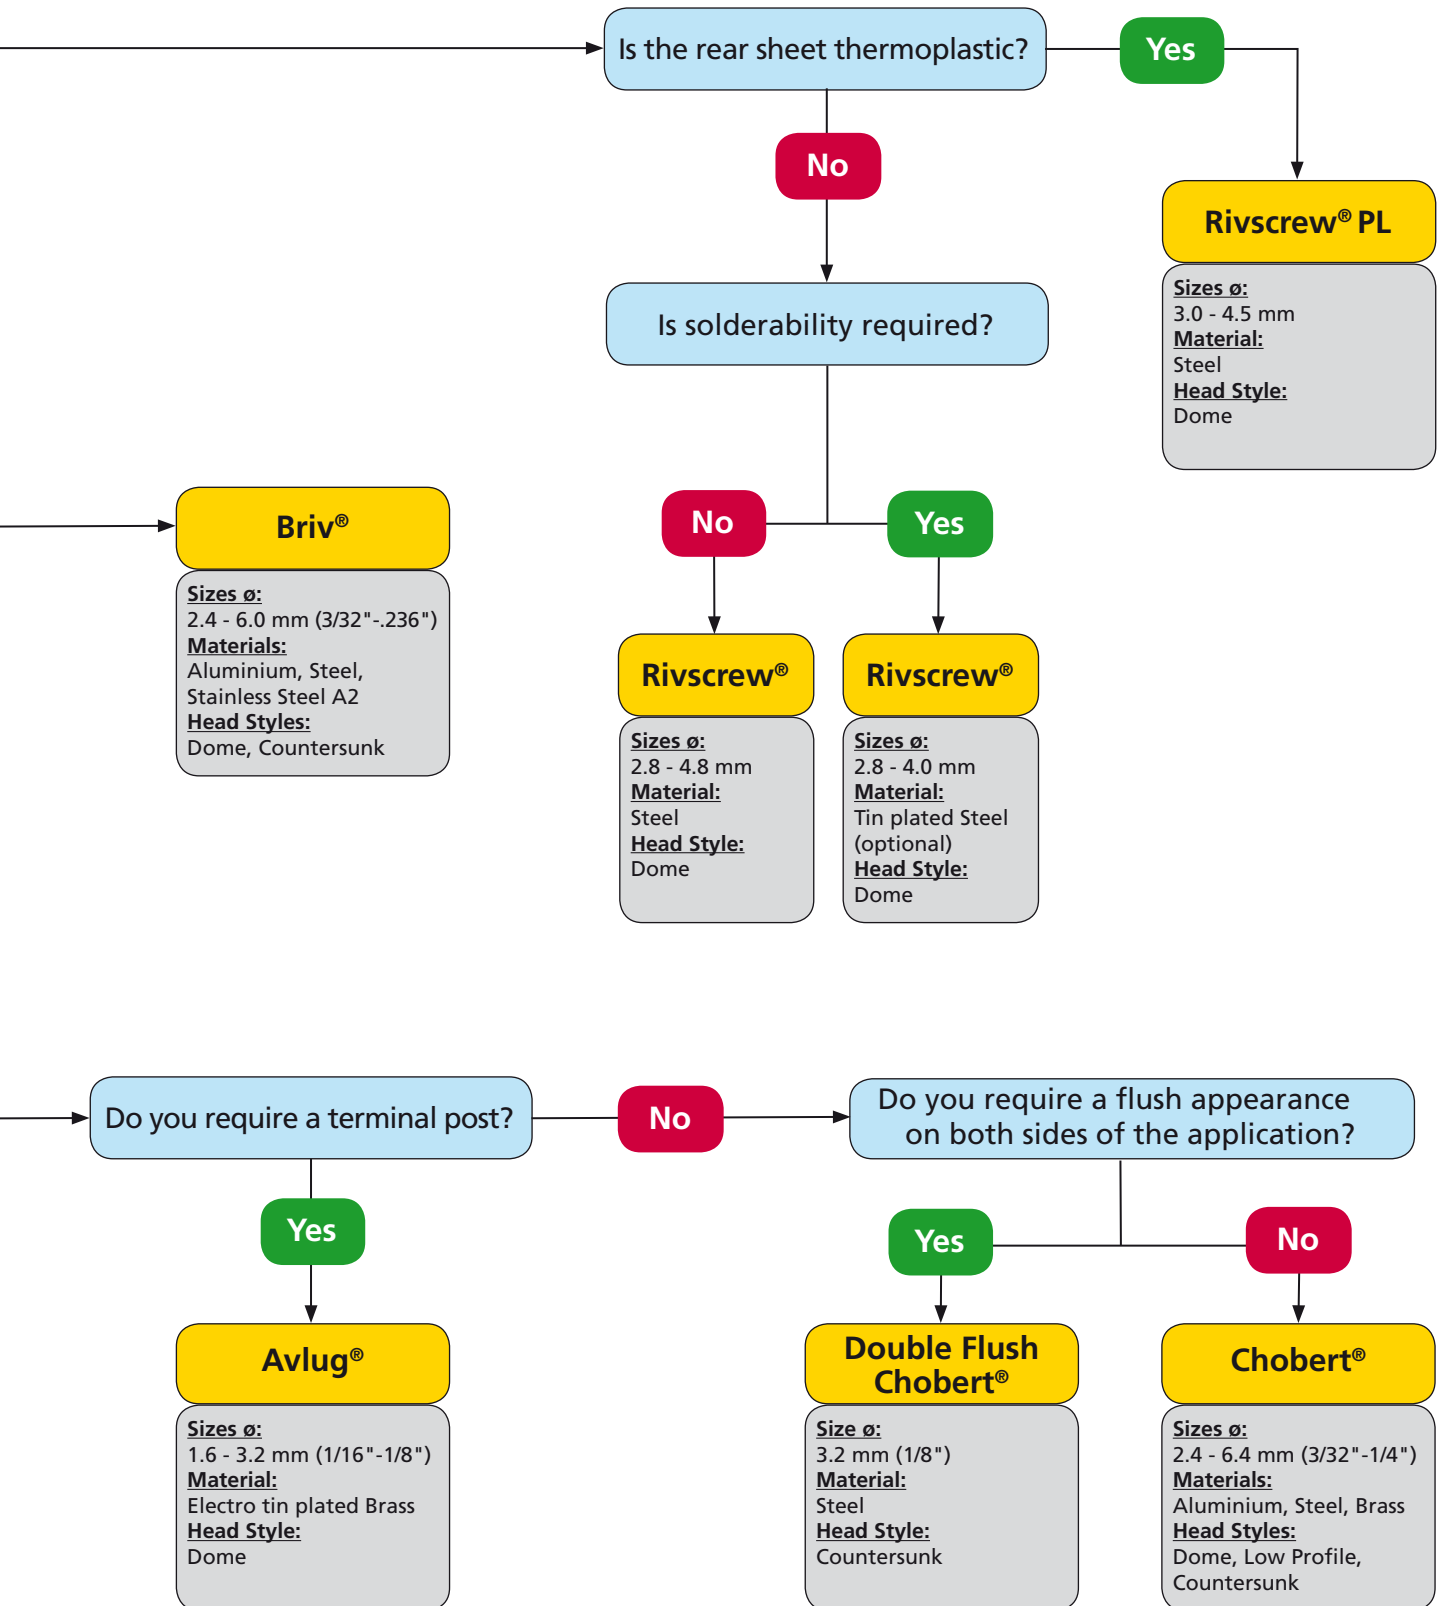 Is the rear sheet thermoplastic?
Yes
No
Rivscrew® PL
Sizes ø:
3.0 - 4.5 mm
Material:
Steel
Head Style:
Dome
Is solderability required?
Briv®
Sizes ø:
2.4 - 6.0 mm (3/32"-.236")
Materials:
Aluminium, Steel,
Stainless Steel A2
Head Styles:
Dome, Countersunk
No
Yes
Rivscrew®
Sizes ø:
2.8 - 4.8 mm
Material:
Steel
Head Style:
Dome
Rivscrew®
Sizes ø:
2.8 - 4.0 mm
Material:
Tin plated Steel
(optional)
Head Style:
Dome
Do you require a terminal post?
No
Do you require a flush appearance
on both sides of the application?
Yes
Yes
No
Avlug®
Sizes ø:
1.6 - 3.2 mm (1/16"-1/8")
Material:
Electro tin plated Brass
Head Style:
Dome
Double Flush
Chobert®
Size ø:
3.2 mm (1/8")
Material:
Steel
Head Style:
Countersunk
Chobert®
Sizes ø:
2.4 - 6.4 mm (3/32"-1/4")
Materials:
Aluminium, Steel, Brass
Head Styles:
Dome, Low Profile,
Countersunk